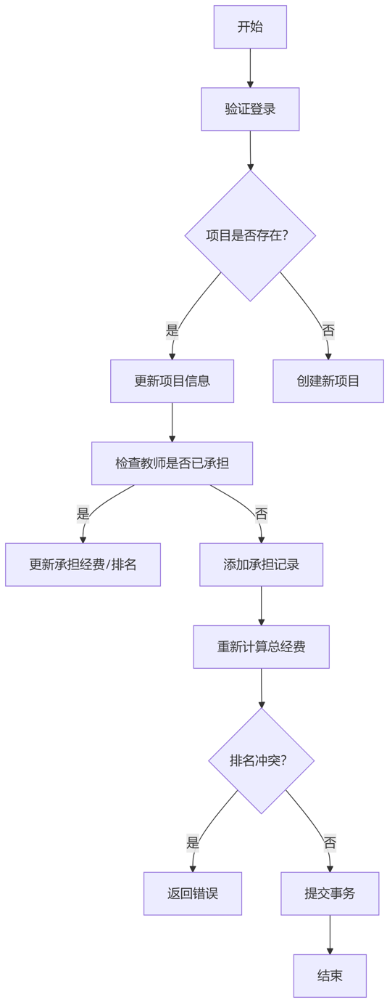 开始
验证登录
项目是否存在?
是
否
更新项目信息
创建新项目
检查教师是否已承担
是
否
更新承担经费/排名
添加承担记录
重新计算总经费
排名冲突?
是
否
返回错误
提交事务
结束